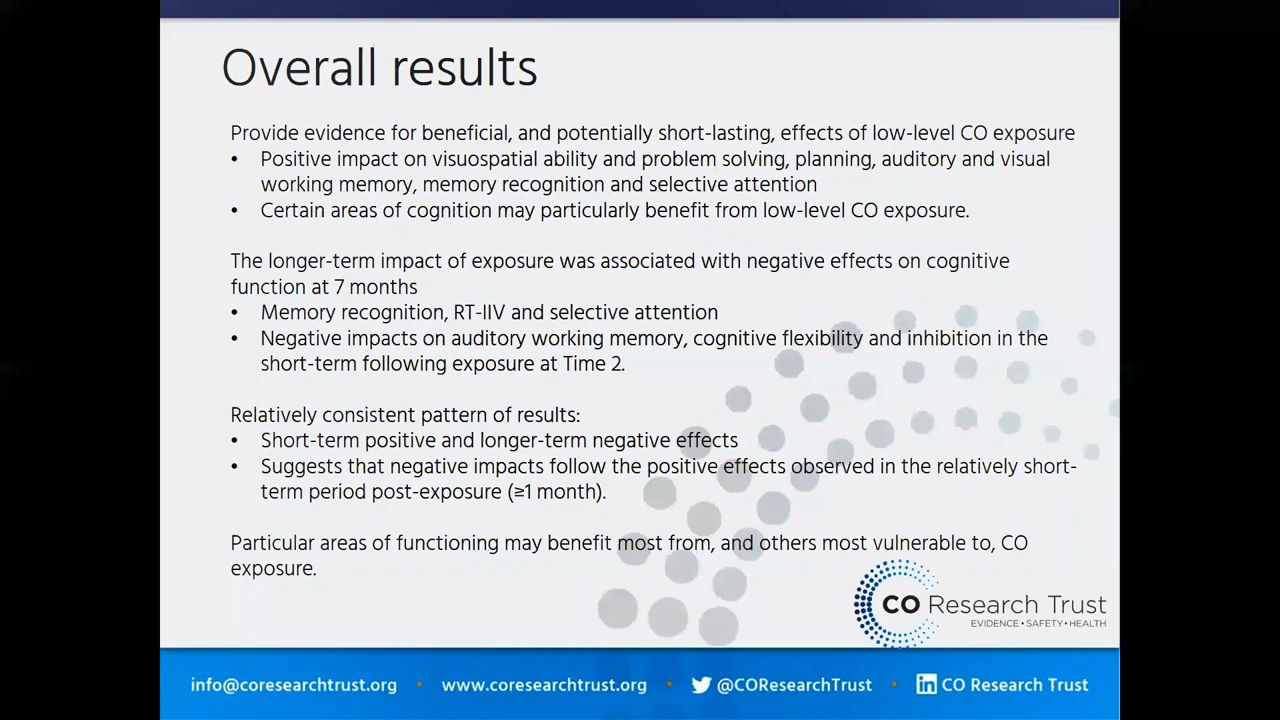 Overall results
Provide evidence for beneficial, and potentially short-lasting, effects of low-level CO exposure
• Positive impact on visuospatial ability and problem solving, planning, auditory and visual
working memory, memory recognition and selective attention
• Certain areas of cognition may particularly benefit from low-level CO exposure.
The longer-term impact of exposure was associated with negative effects on cognitive
function at 7 months
• Memory recognition, RT-IIV and selective attention
• Negative impacts on auditory working memory, cognitive flexibility and inhibition in the
short-term following exposure at Time 2.
Relatively consistent pattern of results:
• Short-term positive and longer-term negative effects
• Suggests that negative impacts follow the positive effects observed in the relatively short-
term period post-exposure (≥1 month).
Particular areas of functioning may benefit most from, and others most vulnerable to, CO
exposure.
CO Research Trust
EVIDENCE • SAFETY • HEALTH
info@coresearchtrust.org • www.coresearchtrust.org • @COResearchTrust • in CO Research Trust